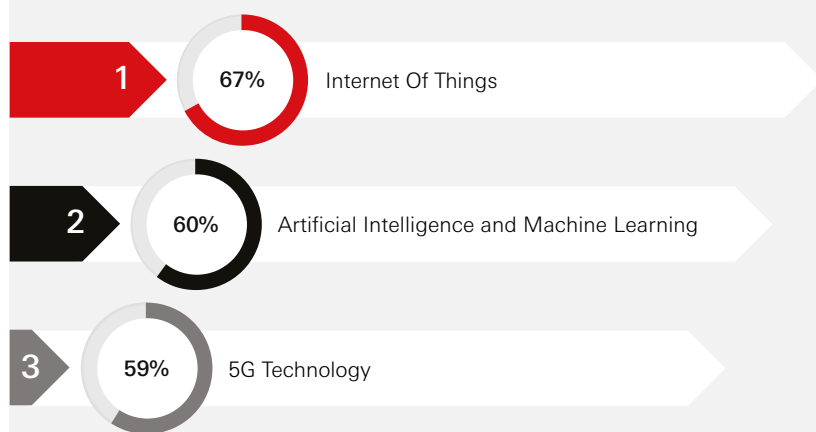 1 67% Internet Of Things
2 60% Artificial Intelligence and Machine Learning
3 59% 5G Technology